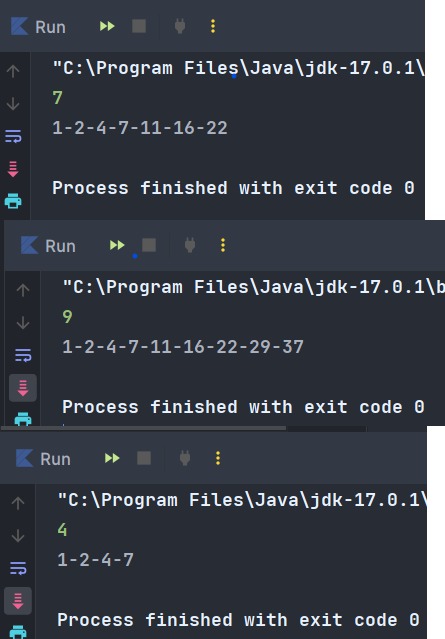 Run
"C:\Program Files\Java\jdk-17.0.1\
7
1-2-4-7-11-16-22
Process finished with exit code 0
Run
"C:\Program Files\Java\jdk-17.0.1\b
9
1-2-4-7-11-16-22-29-37
Process finished with exit code 0
Run
"C:\Program Files\Java\jdk-17.0.1\
4
1-2-4-7
Process finished with exit code 0